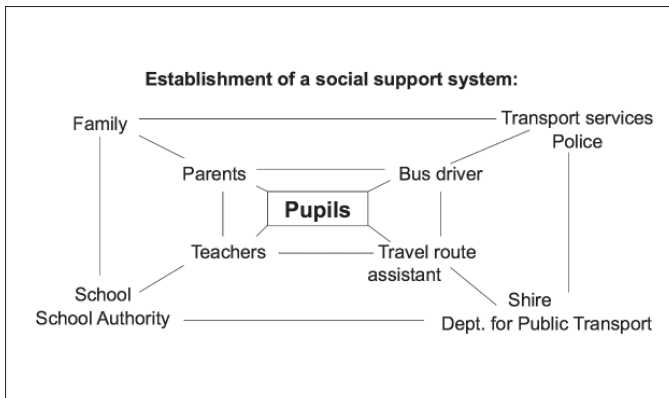 Establishment of a social support system:
Family
Transport services
Police
Parents
Bus driver
Pupils
Teachers
Travel route
assistant
School
School Authority
Shire
Dept. for Public Transport